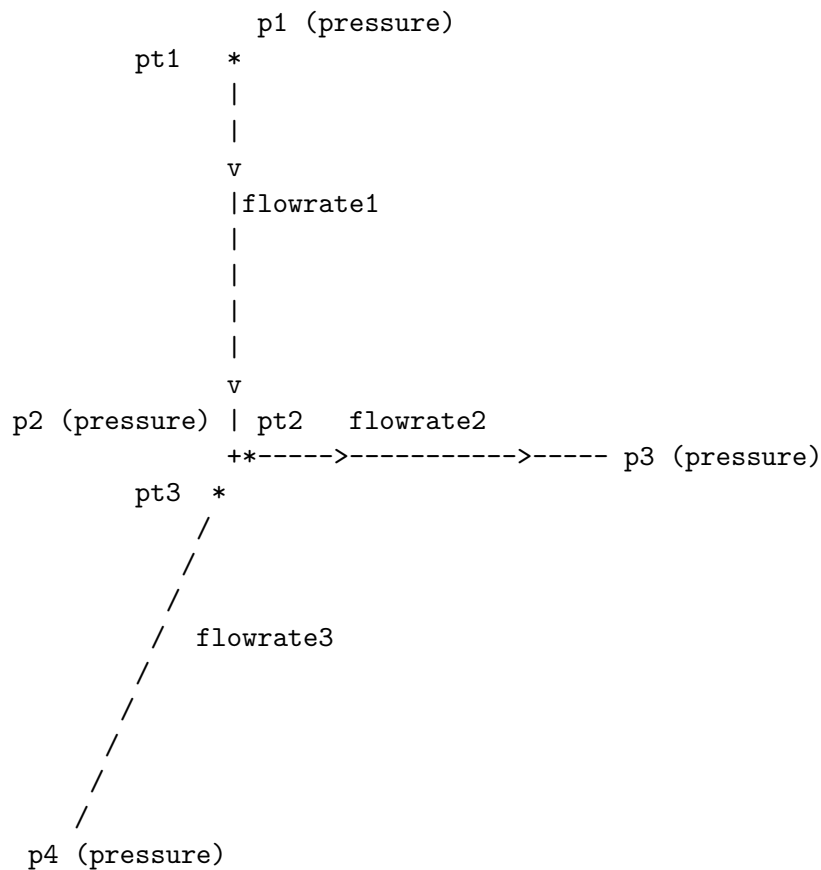 p1 (pressure)
pt1 *
|
|
v
|flowrate1
|
|
|
|
v
p2 (pressure) | pt2 flowrate2
+*----->----------->----- p3 (pressure)
pt3 *
/
/
/
/ flowrate3
/
/
/
/
/
p4 (pressure)